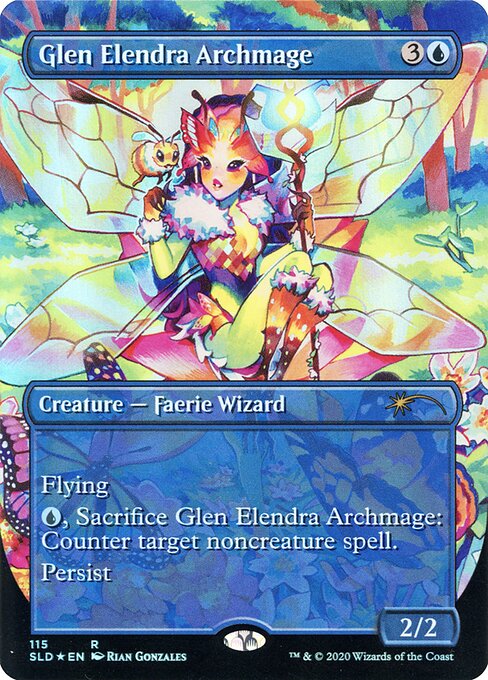 Glen Elendra Archmage 3
Creature — Faerie Wizard
Flying
, Sacrifice Glen Elendra Archmage:
Counter target noncreature spell.
Persist
2/2
115 R
SLD ★ EN Rian Gonzales
™ & © 2020 Wizards of the Coast